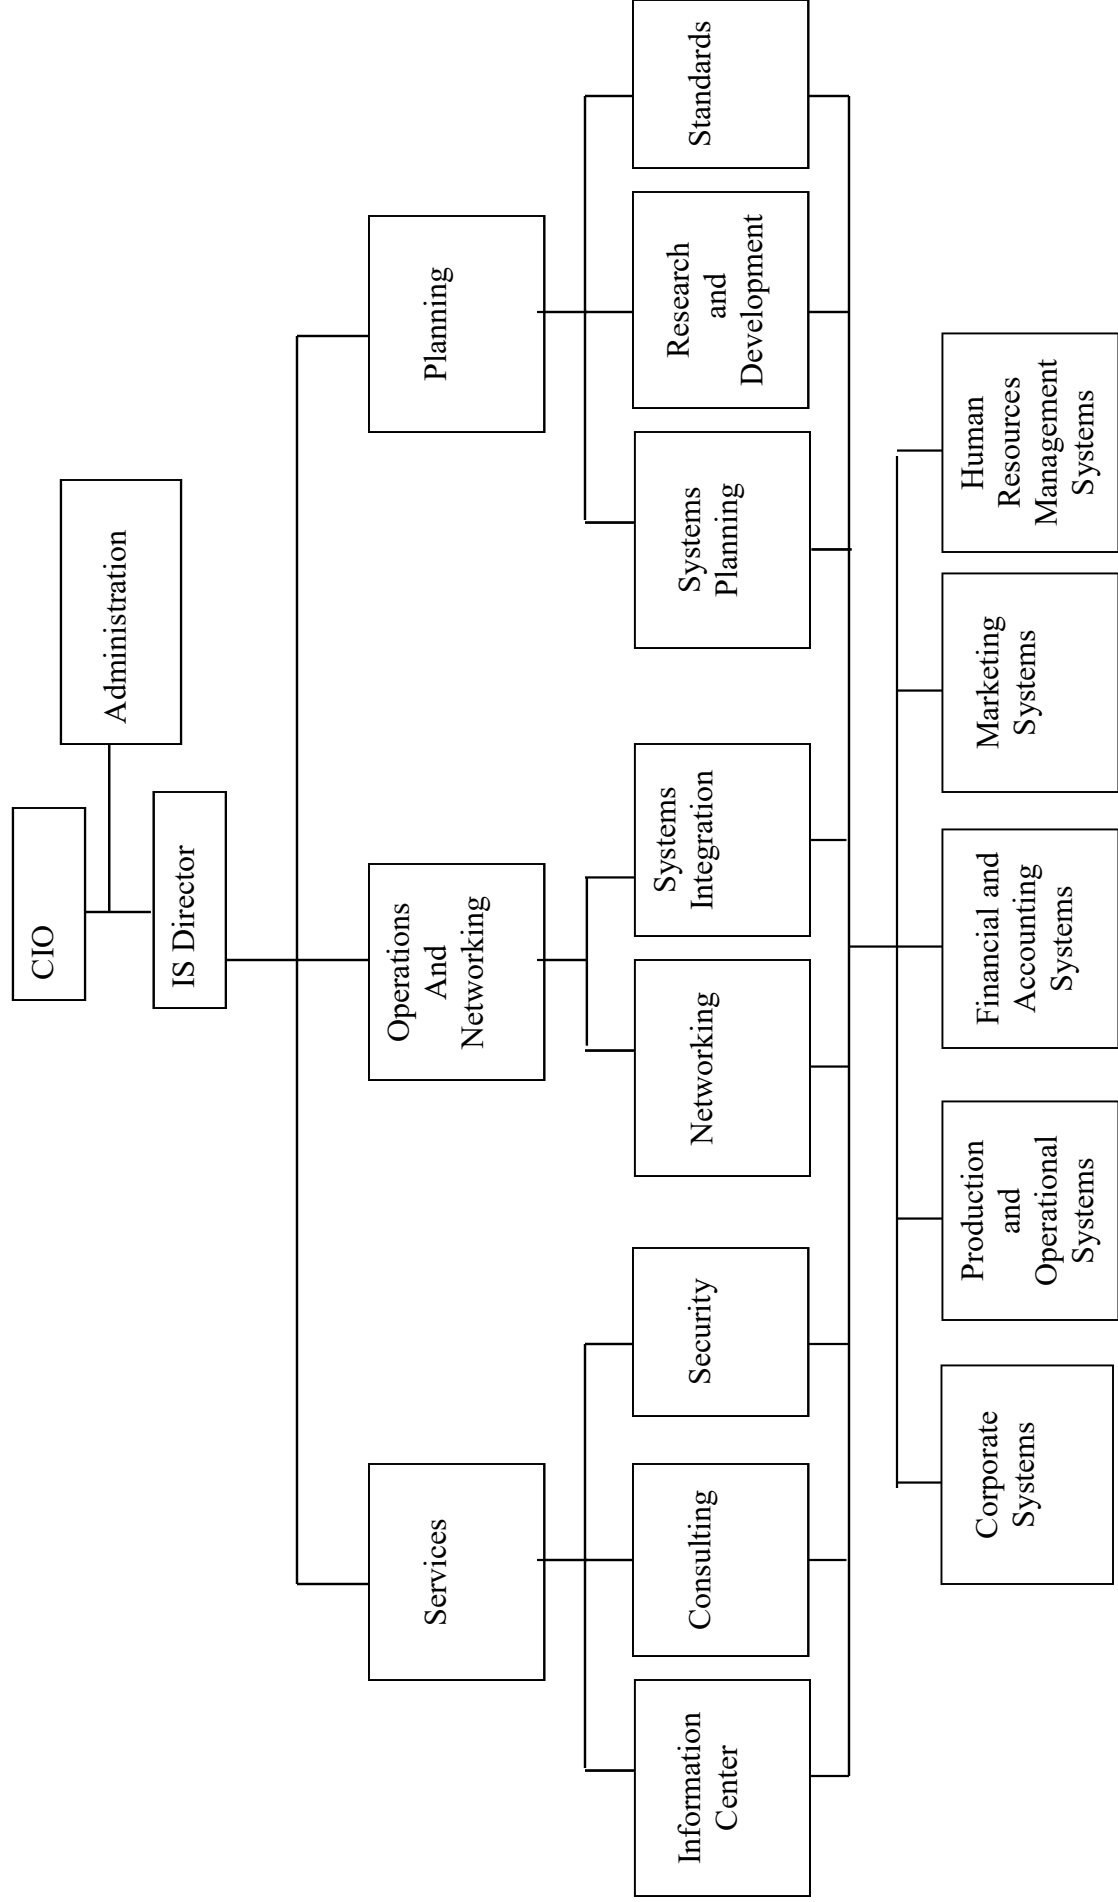 CIO
Administration
IS Director
Services
Operations
And
Networking
Planning
Information
Center
Consulting
Security
Networking
Systems
Integration
Systems
Planning
Research
and
Development
Standards
Corporate
Systems
Production
and
Operational
Systems
Financial and
Accounting
Systems
Marketing
Systems
Human
Resources
Management
Systems